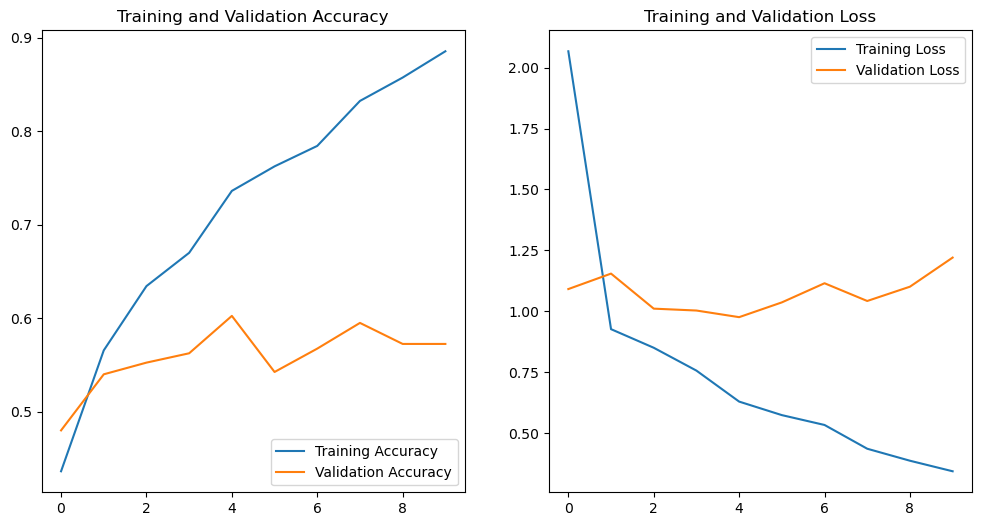 Training and Validation Accuracy
0.9
0.8
0.7
0.6
0.5
Training Accuracy
Validation Accuracy
0 2 4 6 8
Training and Validation Loss
Training Loss
Validation Loss
2.00
1.75
1.50
1.25
1.00
0.75
0.50
0 2 4 6 8